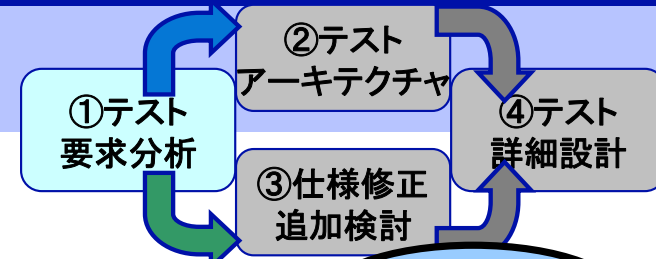 ①テスト
要求分析
②テスト
アーキテクチャ
③仕様修正
追加検討
④テスト
詳細設計